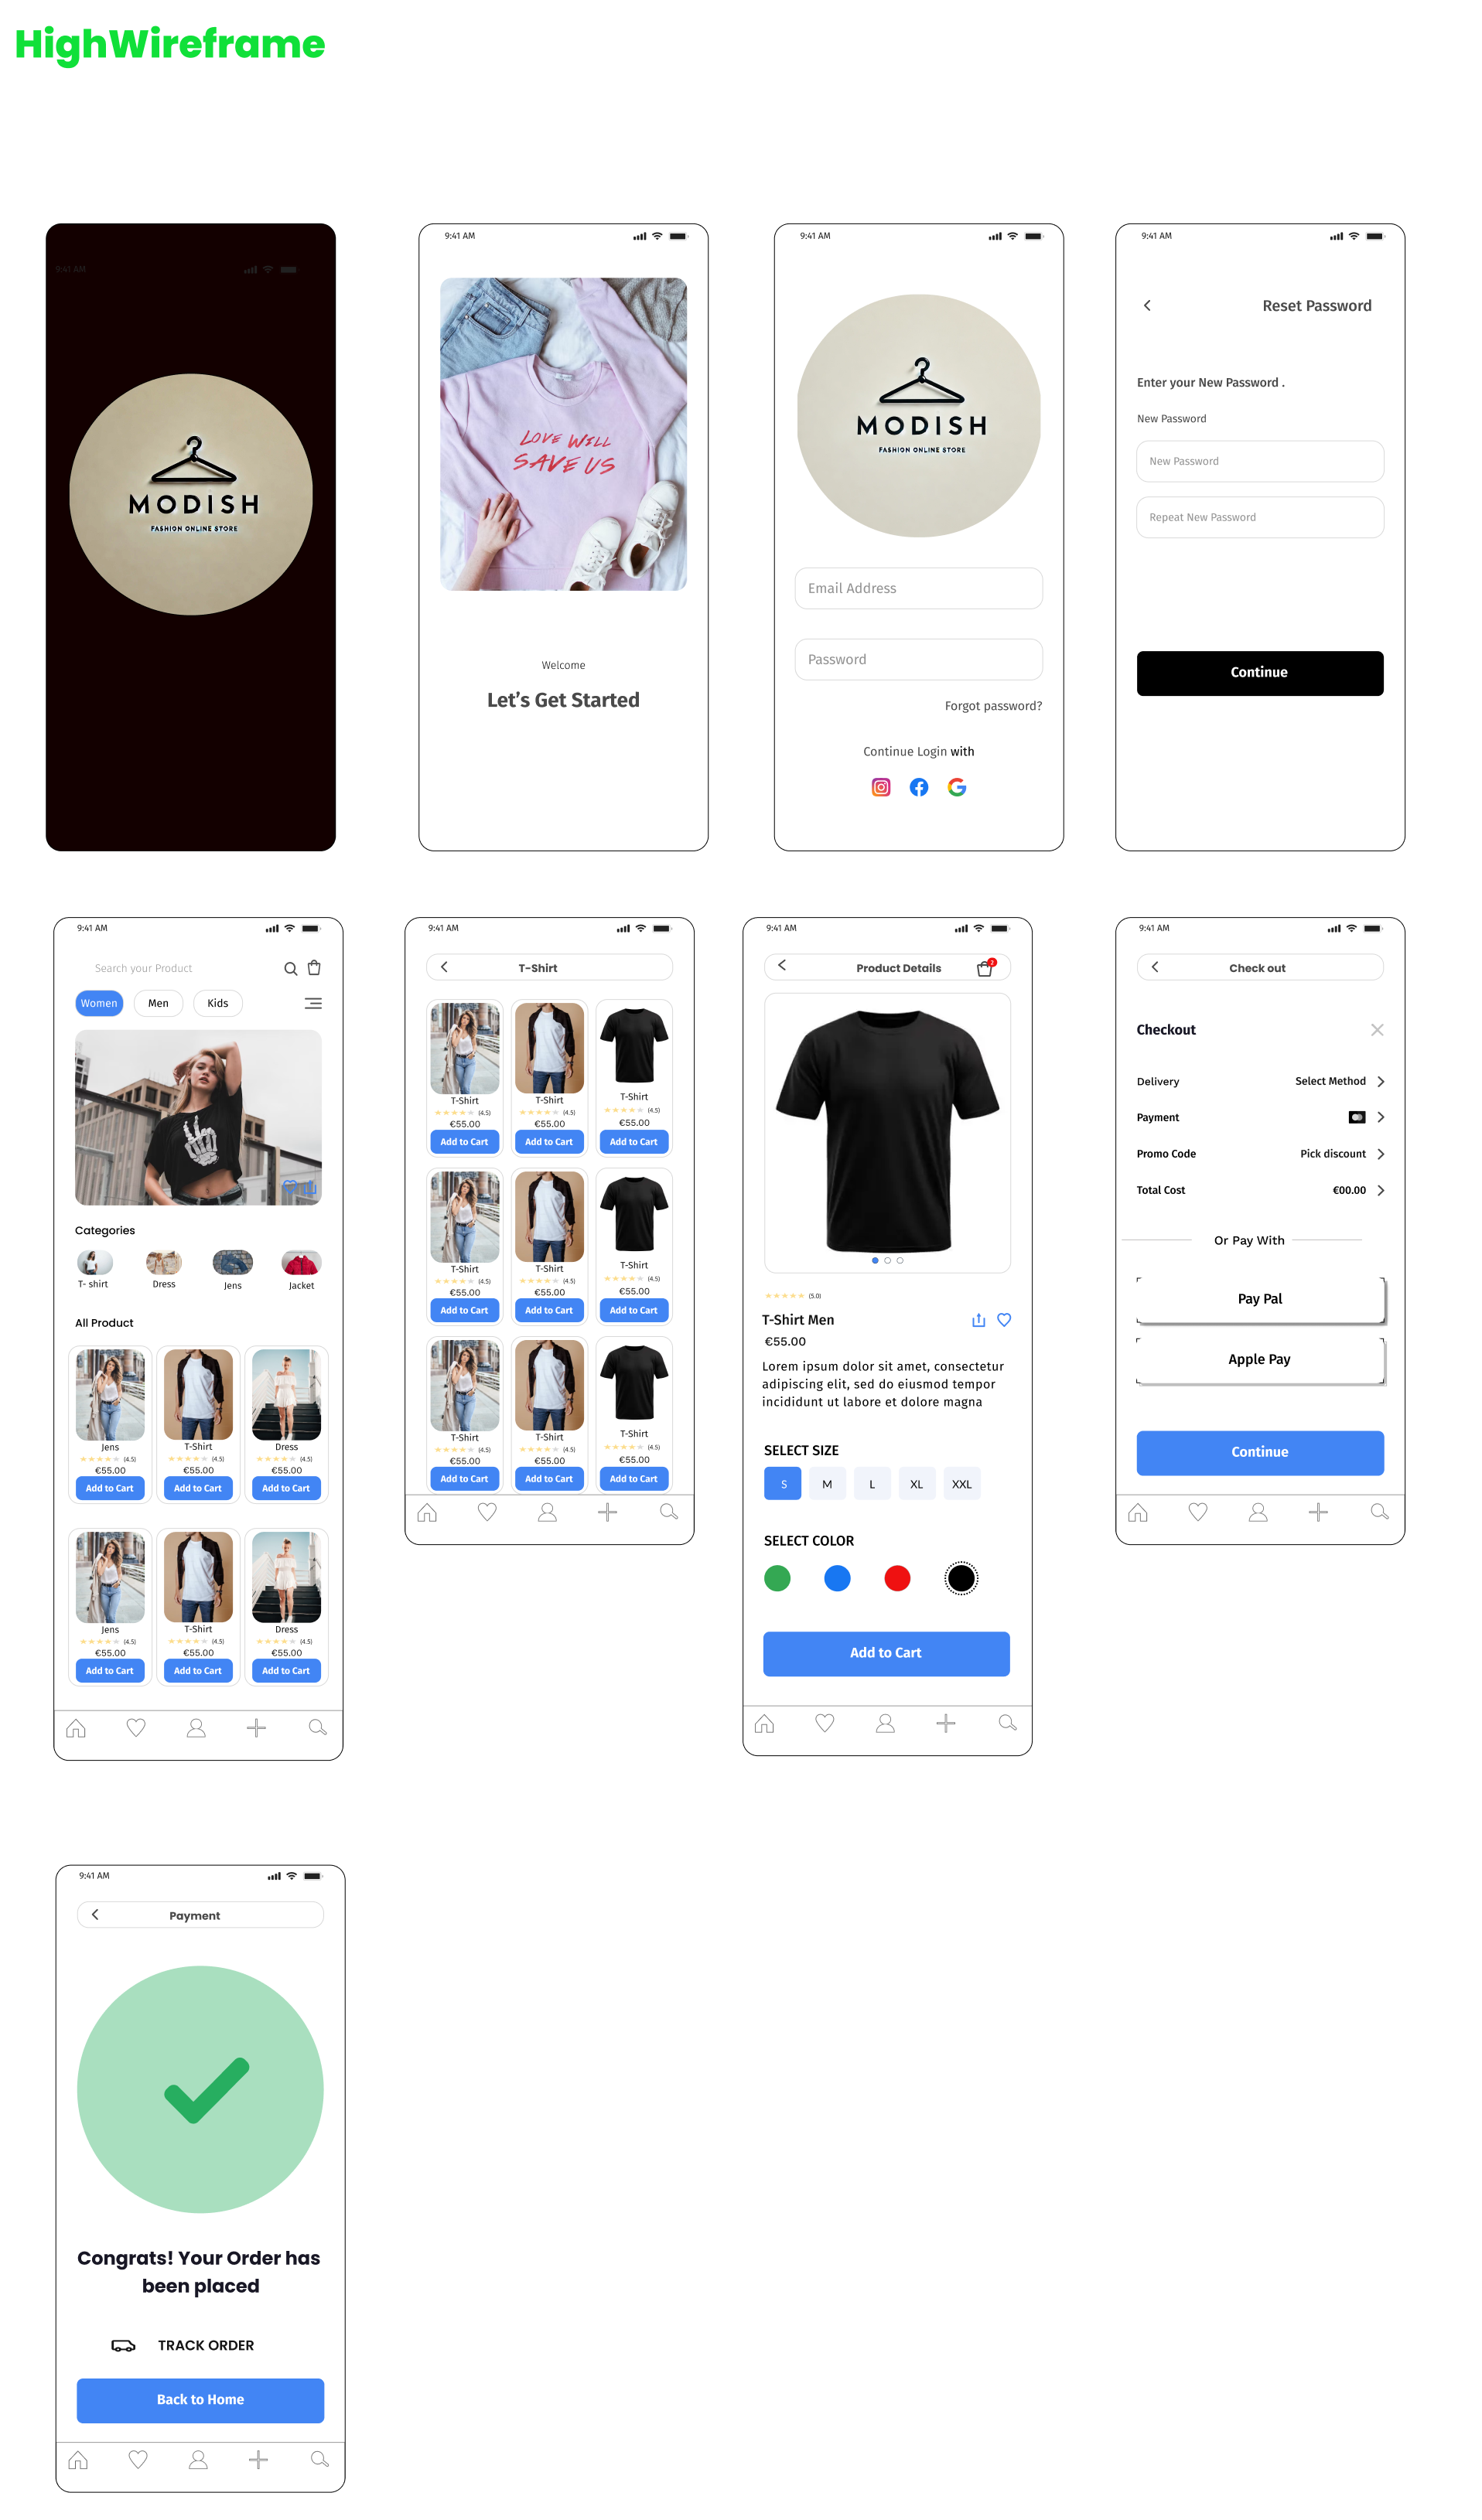 HighWireframe
9:41 AM
MODISH
FASHION ONLINE STORE
9:41 AM
LOVE WILL
SAVE US
Welcome
Let's Get Started
9:41 AM
MODISH
FASHION ONLINE STORE
Email Address
Password
Forgot password?
Continue Login with
9:41 AM
Reset Password
Enter your New Password .
New Password
New Password
Repeat New Password
Continue
9:41 AM
Search your Product
Women Men Kids
Categories
T- shirt Dress Jens Jacket
All Product
Jens T-Shirt Dress
(4.5) (4.5) (4.5)
€55.00 €55.00 €55.00
Add to Cart Add to Cart Add to Cart
Jens T-Shirt Dress
(4.5) (4.5) (4.5)
€55.00 €55.00 €55.00
Add to Cart Add to Cart Add to Cart
9:41 AM
T-Shirt
T-Shirt T-Shirt T-Shirt
(4.5) (4.5) (4.5)
€55.00 €55.00 €55.00
Add to Cart Add to Cart Add to Cart
T-Shirt T-Shirt T-Shirt
(4.5) (4.5) (4.5)
€55.00 €55.00 €55.00
Add to Cart Add to Cart Add to Cart
T-Shirt T-Shirt T-Shirt
(4.5) (4.5) (4.5)
€55.00 €55.00 €55.00
Add to Cart Add to Cart Add to Cart
9:41 AM
Product Details
(5.0)
T-Shirt Men
€55.00
Lorem ipsum dolor sit amet, consectetur
adipiscing elit, sed do eiusmod tempor
incididunt ut labore et dolore magna
SELECT SIZE
S M L XL XXL
SELECT COLOR
Add to Cart
9:41 AM
Check out
Checkout
Delivery Select Method
Payment
Promo Code Pick discount
Total Cost €00.00
Or Pay With
Pay Pal
Apple Pay
Continue
9:41 AM
Payment
Congrats! Your Order has
been placed
TRACK ORDER
Back to Home